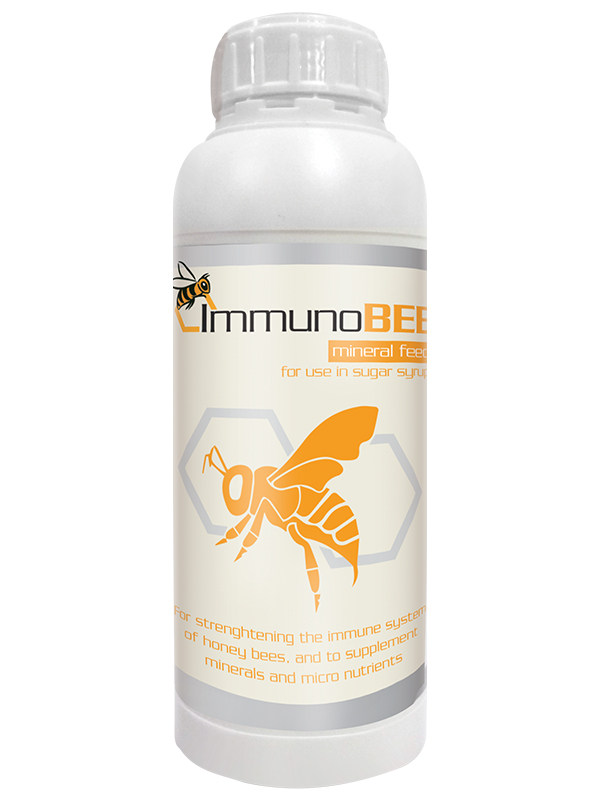 ImmunoBEE
mineral feed
for use in sugar syrup
For strenghtening the immune system
of honey bees, and to supplement
minerals and micro nutrients